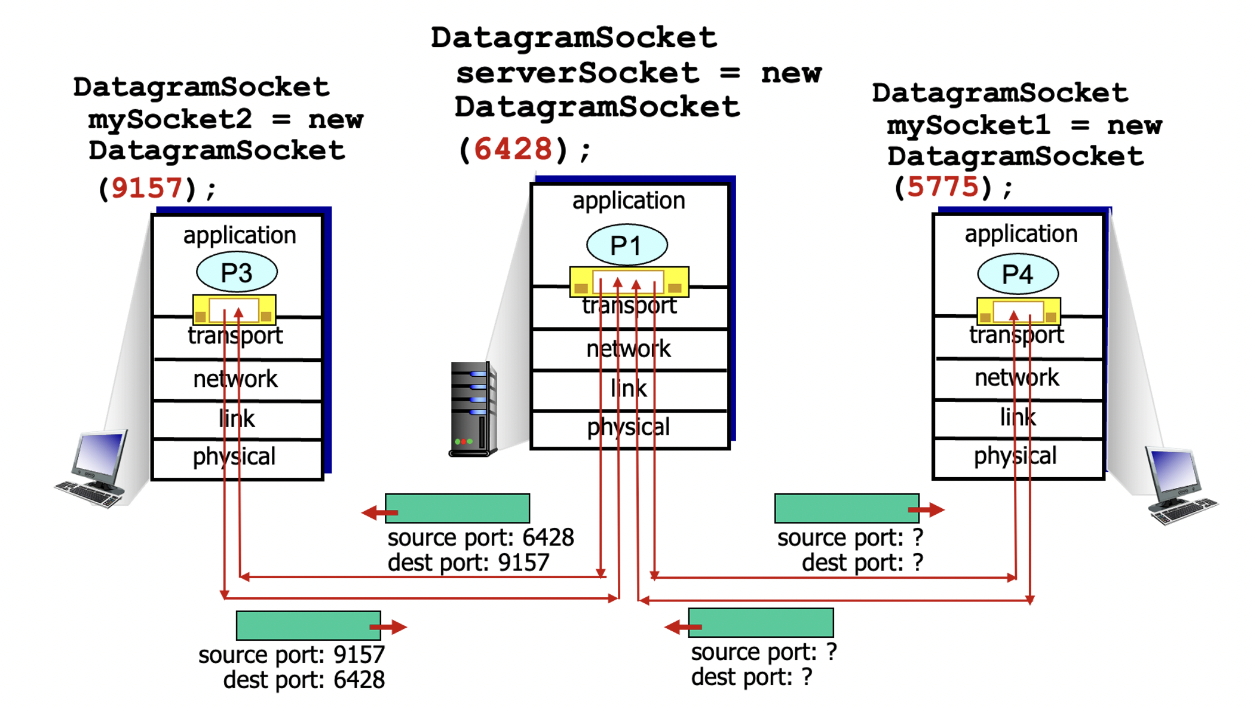 DatagramSocket
serverSocket = new
DatagramSocket
(6428);
DatagramSocket
mySocket2 = new
DatagramSocket
(9157);
DatagramSocket
mySocket1 = new
DatagramSocket
(5775);
application
P3
transport
network
link
physical
application
P1
transport
network
link
physical
application
P4
transport
network
link
physical
source port: 6428
dest port: 9157
source port: ?
dest port: ?
source port: 9157
dest port: 6428
source port: ?
dest port: ?